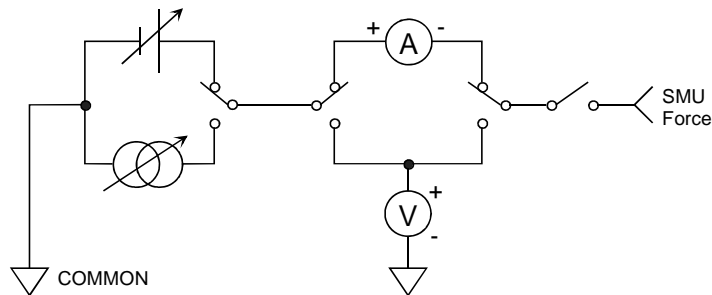 + A -
SMU
Force
+
V
-
COMMON